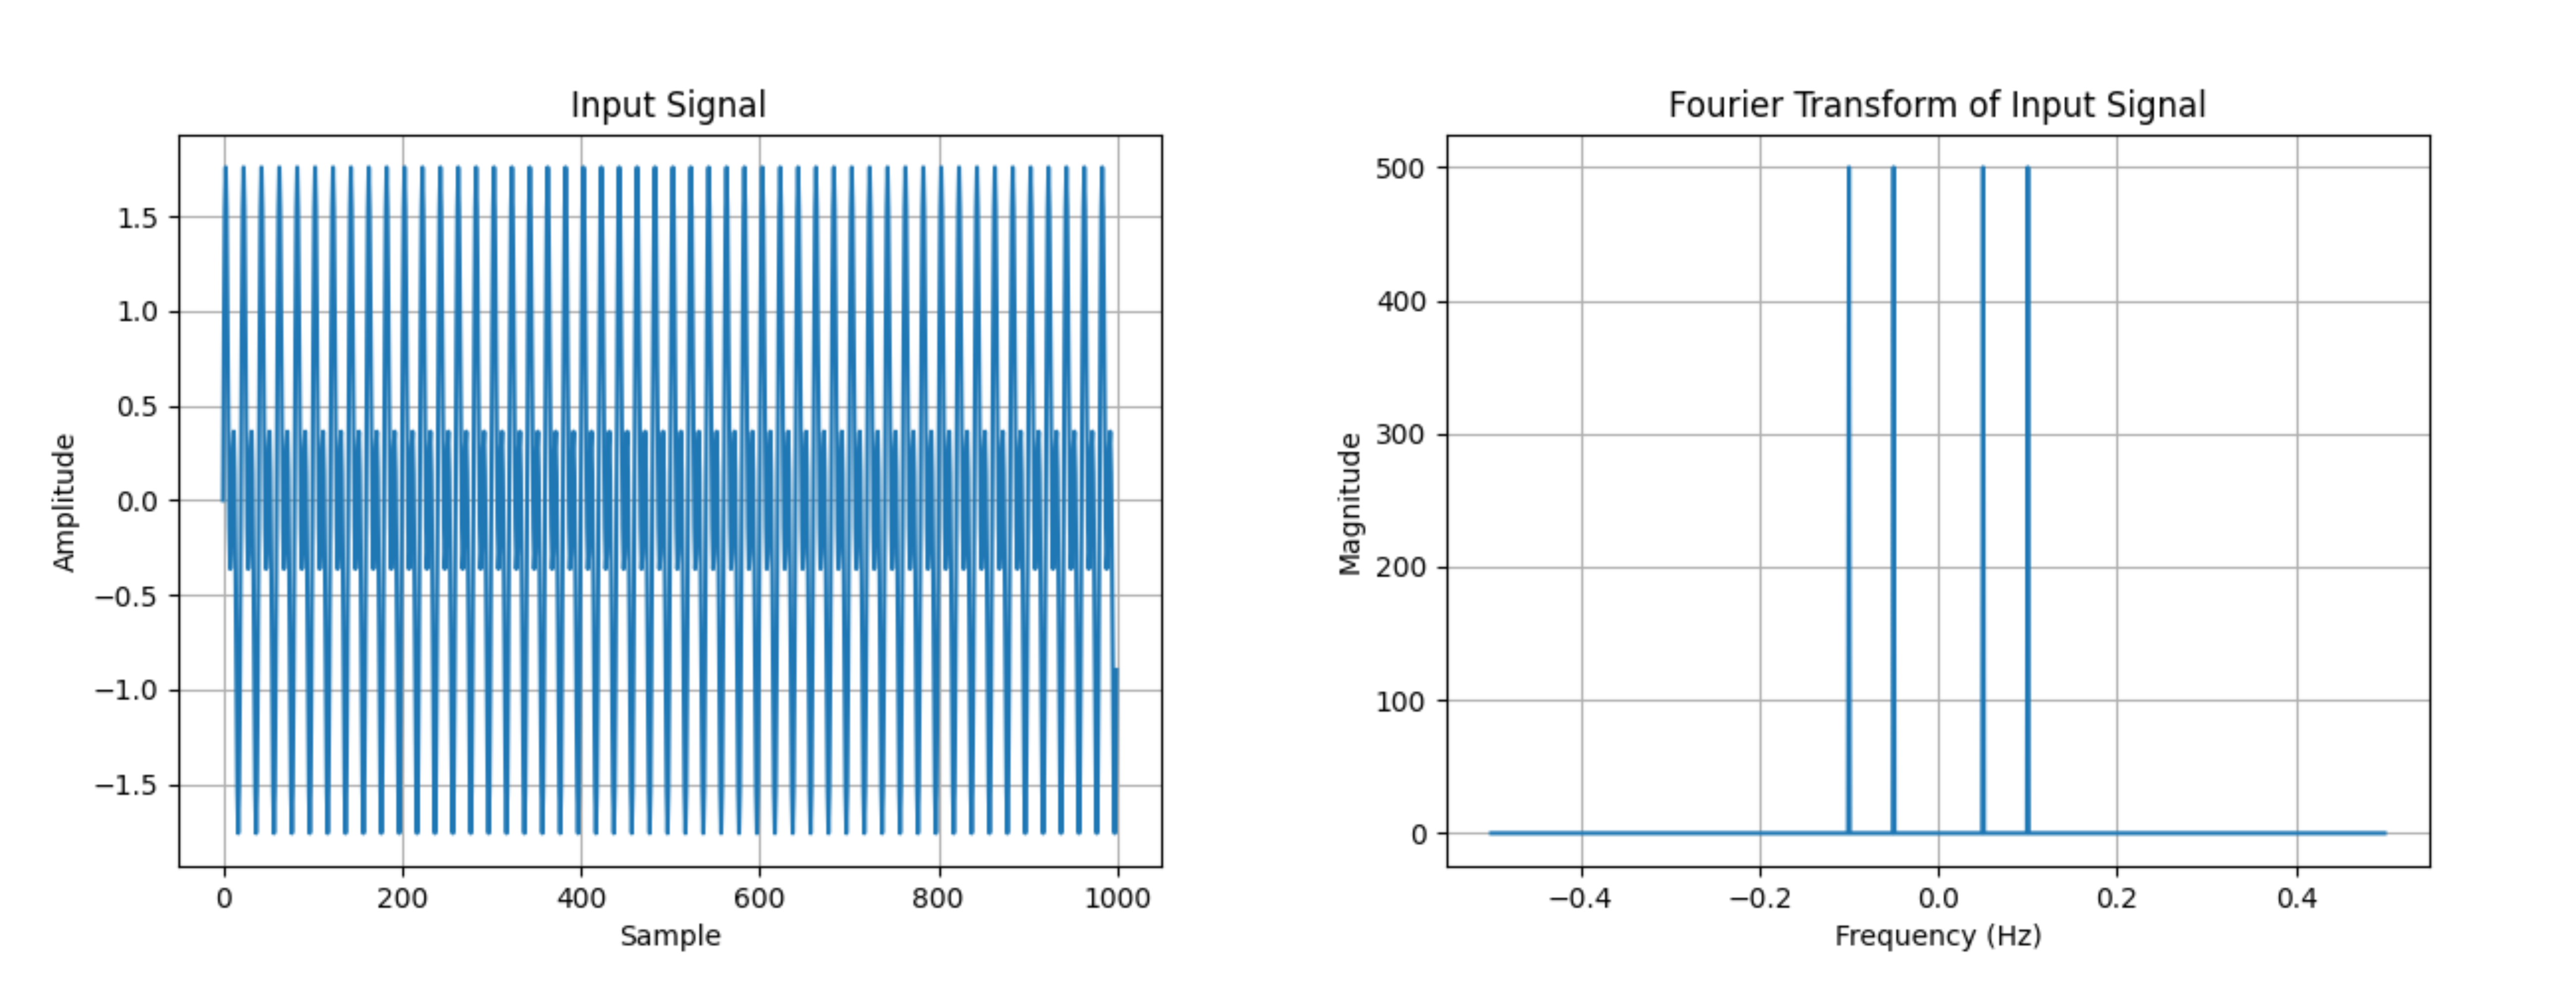 Input Signal
1.5
1.0
0.5
0.0
−0.5
−1.0
−1.5
Amplitude
0 200 400 600 800 1000
Sample
Fourier Transform of Input Signal
500
400
300
200
100
0
Magnitude
−0.4 −0.2 0.0 0.2 0.4
Frequency (Hz)